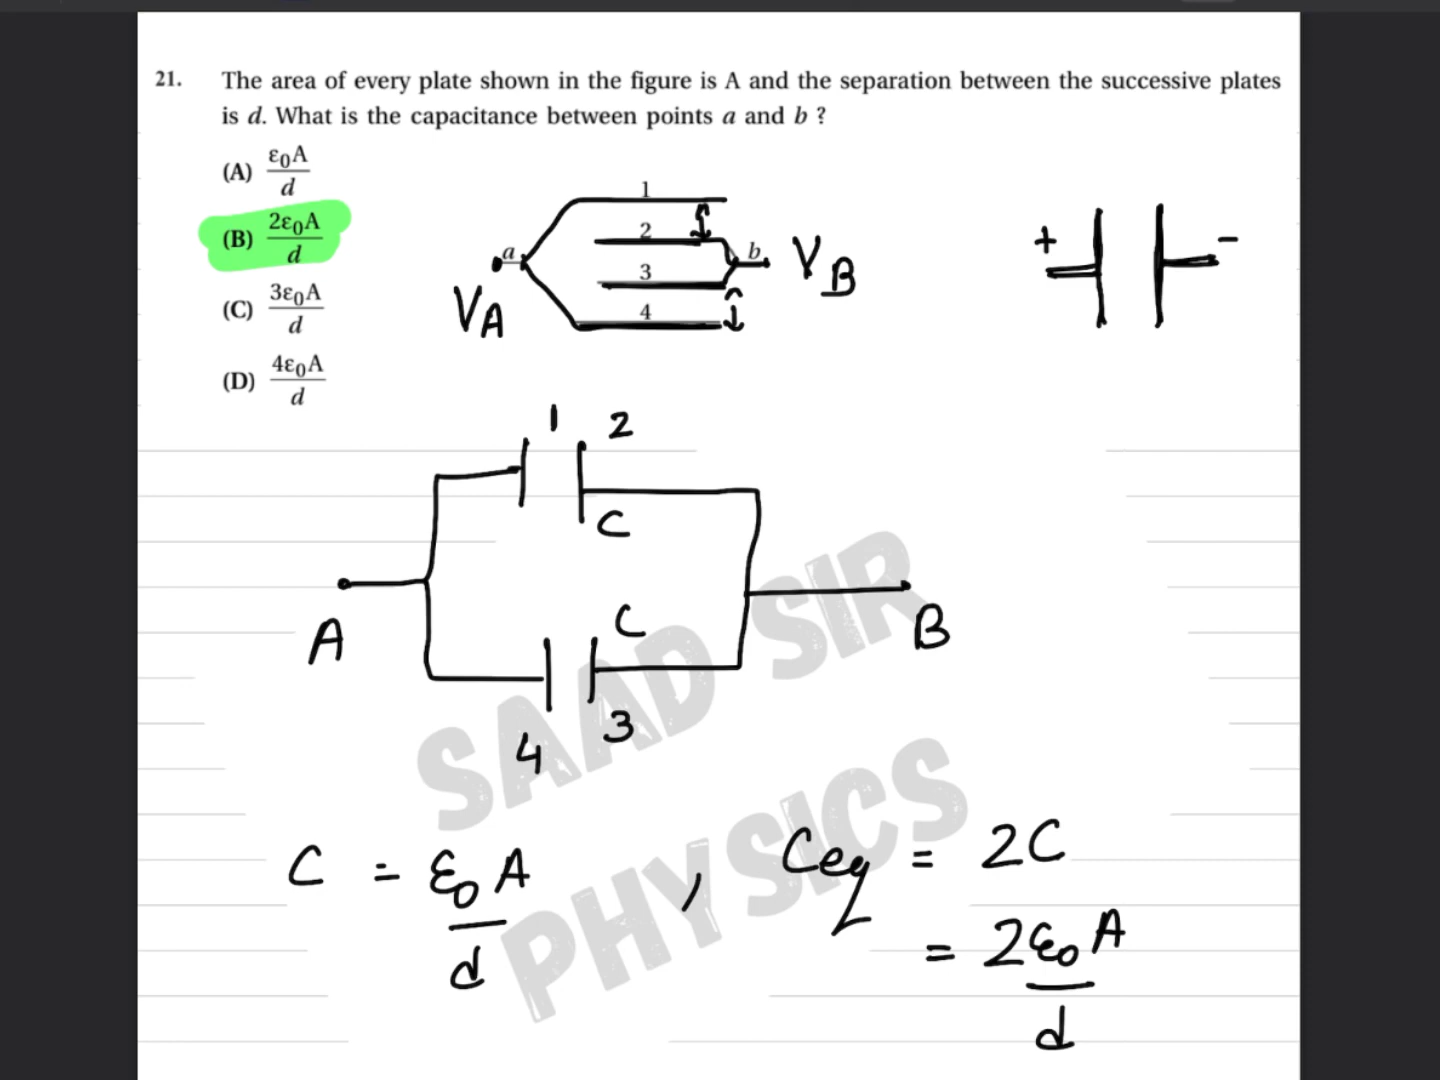 21. The area of every plate shown in the figure is A and the separation between the successive plates
is d. What is the capacitance between points a and b ?
(A) ε₀A/d
(B) 2ε₀A/d
(C) 3ε₀A/d
(D) 4ε₀A/d
1
2
3
4
a
b
V_A
V_B
+ -
1 2
C
A
B
C
4 3
C = ε₀A/d , Ceq = 2C
= 2ε₀A/d
SAAD SIR
PHYSICS